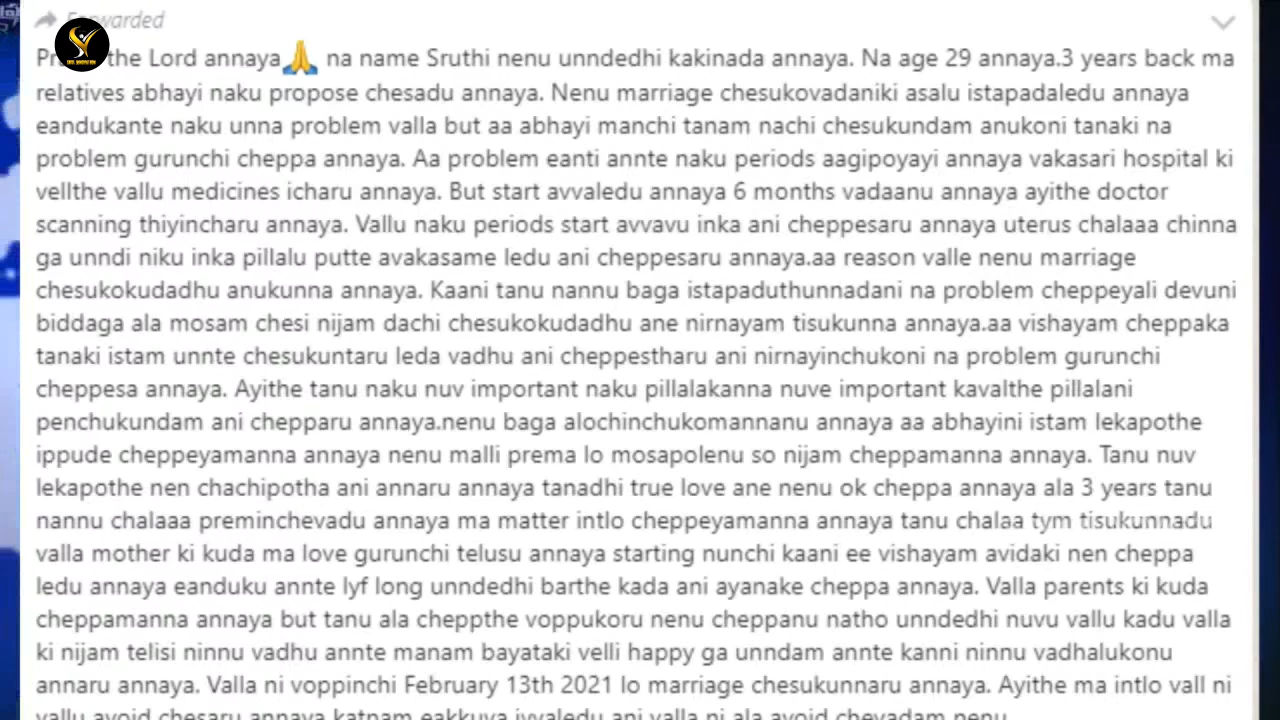 Forwarded
the Lord annaya🙏 na name Sruthi nenu unndedhi kakinada annaya. Na age 29 annaya.3 years back ma
relatives abhayi naku propose chesadu annaya. Nenu marriage chesukovadaniki asalu istapadaledu annaya
eandukante naku unna problem valla but aa abhayi manchi tanam nachi chesukundam anukoni tanaki na
problem gurunchi cheppa annaya. Aa problem eanti annte naku periods aagipoyayi annaya vakasari hospital ki
vellthe vallu medicines icharu annaya. But start avvaledu annaya 6 months vadaanu annaya ayithe doctor
scanning thiyincharu annaya. Vallu naku periods start avvavu inka ani cheppesaru annaya uterus chalaaa chinna
ga unndi niku inka pillalu putte avakasame ledu ani cheppesaru annaya.aa reason valle nenu marriage
chesukokudadhu anukunna annaya. Kaani tanu nannu baga istapaduthunnadani na problem cheppeyali devuni
biddaga ala mosam chesi nijam dachi chesukokudadhu ane nirnayam tisukunna annaya.aa vishayam cheppaka
tanaki istam unnte chesukuntaru leda vadhu ani cheppestharu ani nirnayinchukoni na problem gurunchi
cheppesa annaya. Ayithe tanu naku nuv important naku pillalakanna nuve important kavalthe pillalani
penchukundam ani chepparu annaya.nenu baga alochinchukomannanu annaya aa abhayini istam lekapothe
ippude cheppeyamanna annaya nenu malli prema lo mosapolenu so nijam cheppamanna annaya. Tanu nuv
lekapothe nen chachipotha ani annaru annaya tanadhi true love ane nenu ok cheppa annaya ala 3 years tanu
nannu chalaaa preminchevadu annaya ma matter intlo cheppeyamanna annaya tanu chalaa tym tisukunnadu
valla mother ki kuda ma love gurunchi telusu annaya starting nunchi kaani ee vishayam avidaki nen cheppa
ledu annaya eanduku annte lyf long unndedhi barthe kada ani ayanake cheppa annaya. Valla parents ki kuda
cheppamanna annaya but tanu ala cheppthe voppukoru nenu cheppanu natho unndedhi nuvu vallu kadu valla
ki nijam telisi ninnu vadhu annte manam bayataki velli happy ga unndam annte kanni ninnu vadhalukonu
annaru annaya. Valla ni voppinchi February 13th 2021 lo marriage chesukunnaru annaya. Ayithe ma intlo vall ni
vallu avoid chesaru annaya katnam eakkuva ivvaledu ani valla ni ala avoid chevadam nenu